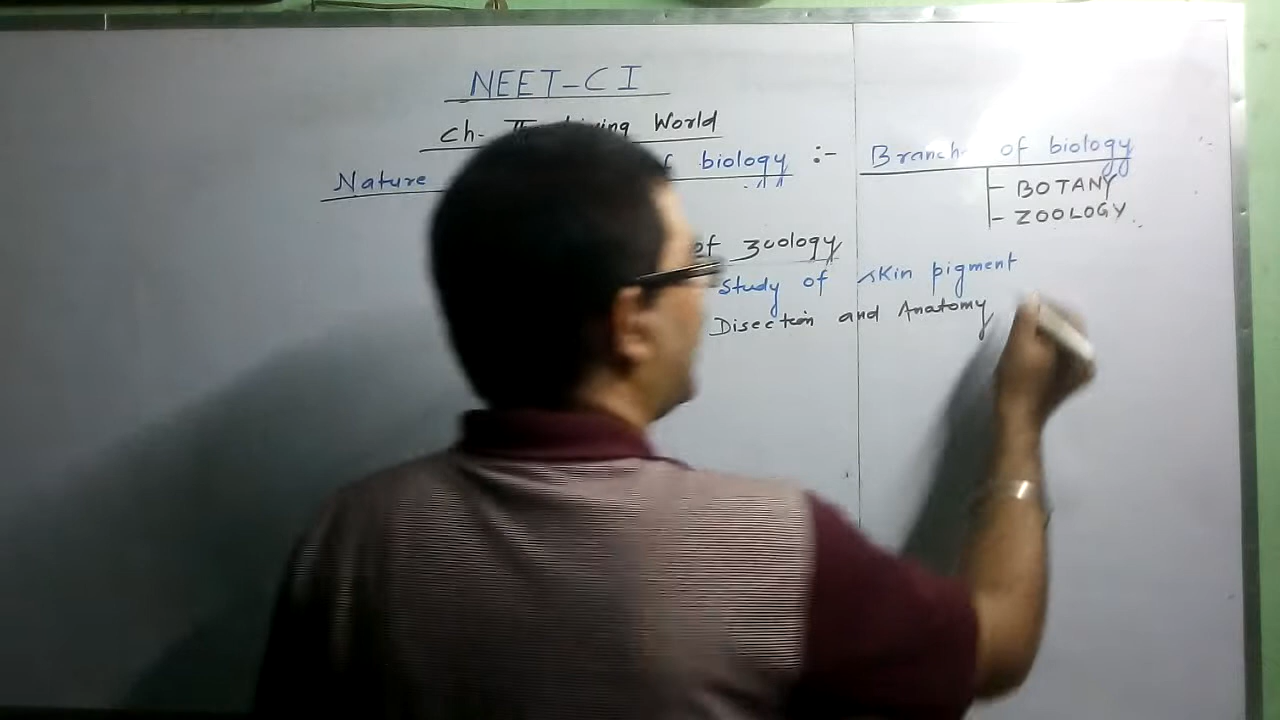 NEET-CI
Ch- World
Nature of biology :-
Branch of biology
- BOTANY
- ZOOLOGY
of zoology
study of skin pigment
Disection and Anatomy